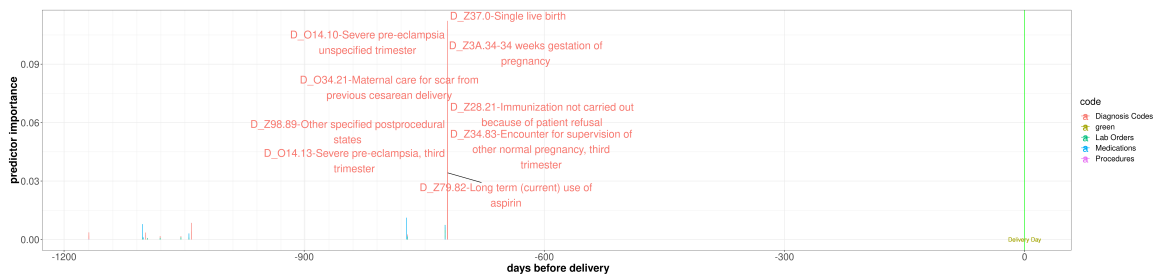 D_Z37.0-Single live birth
D_O14.10-Severe pre-eclampsia
unspecified trimester
D_Z3A.34-34 weeks gestation of
pregnancy
D_O34.21-Maternal care for scar from
previous cesarean delivery
D_Z28.21-Immunization not carried out
because of patient refusal
D_Z98.89-Other specified postprocedural
states
D_Z34.83-Encounter for supervision of
other normal pregnancy, third
trimester
D_O14.13-Severe pre-eclampsia, third
trimester
D_Z79.82-Long term (current) use of
aspirin
Delivery Day
predictor importance
0.09
0.06
0.03
0.00
-1200
-900
-600
-300
0
days before delivery
code
Diagnosis Codes
green
Lab Orders
Medications
Procedures